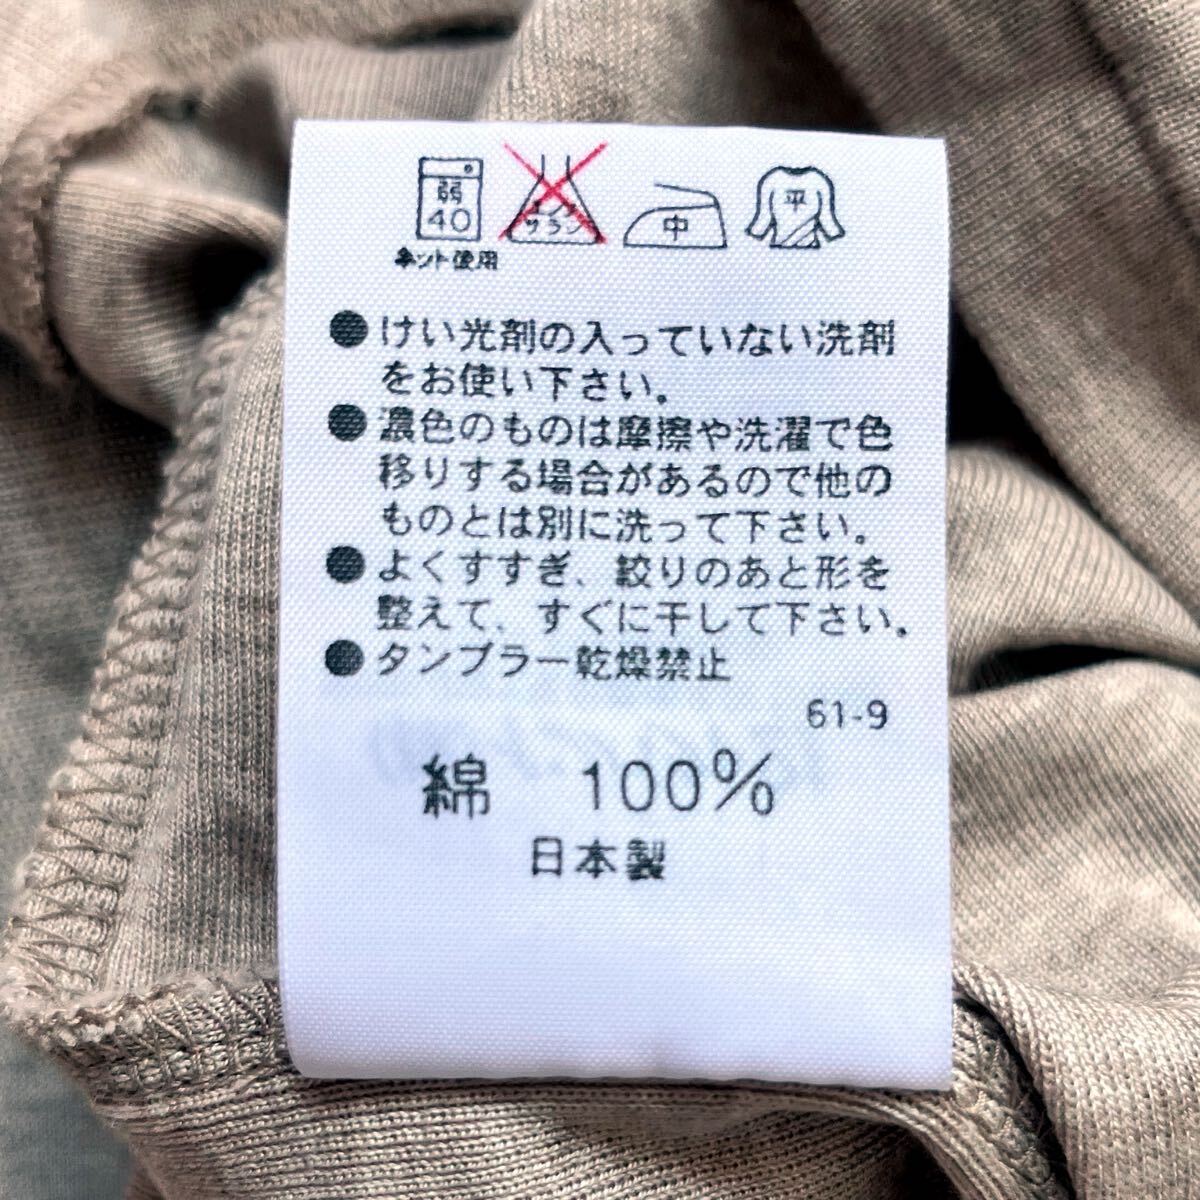 弱
40
ネット使用
エンソ
サラシ
中
平
●けい光剤の入っていない洗剤
をお使い下さい。
●濃色のものは摩擦や洗濯で色
移りする場合があるので他の
ものとは別に洗って下さい。
●よくすすぎ、絞りのあと形を
整えて、すぐに干して下さい。
●タンブラー乾燥禁止
61-9
綿 100%
日本製